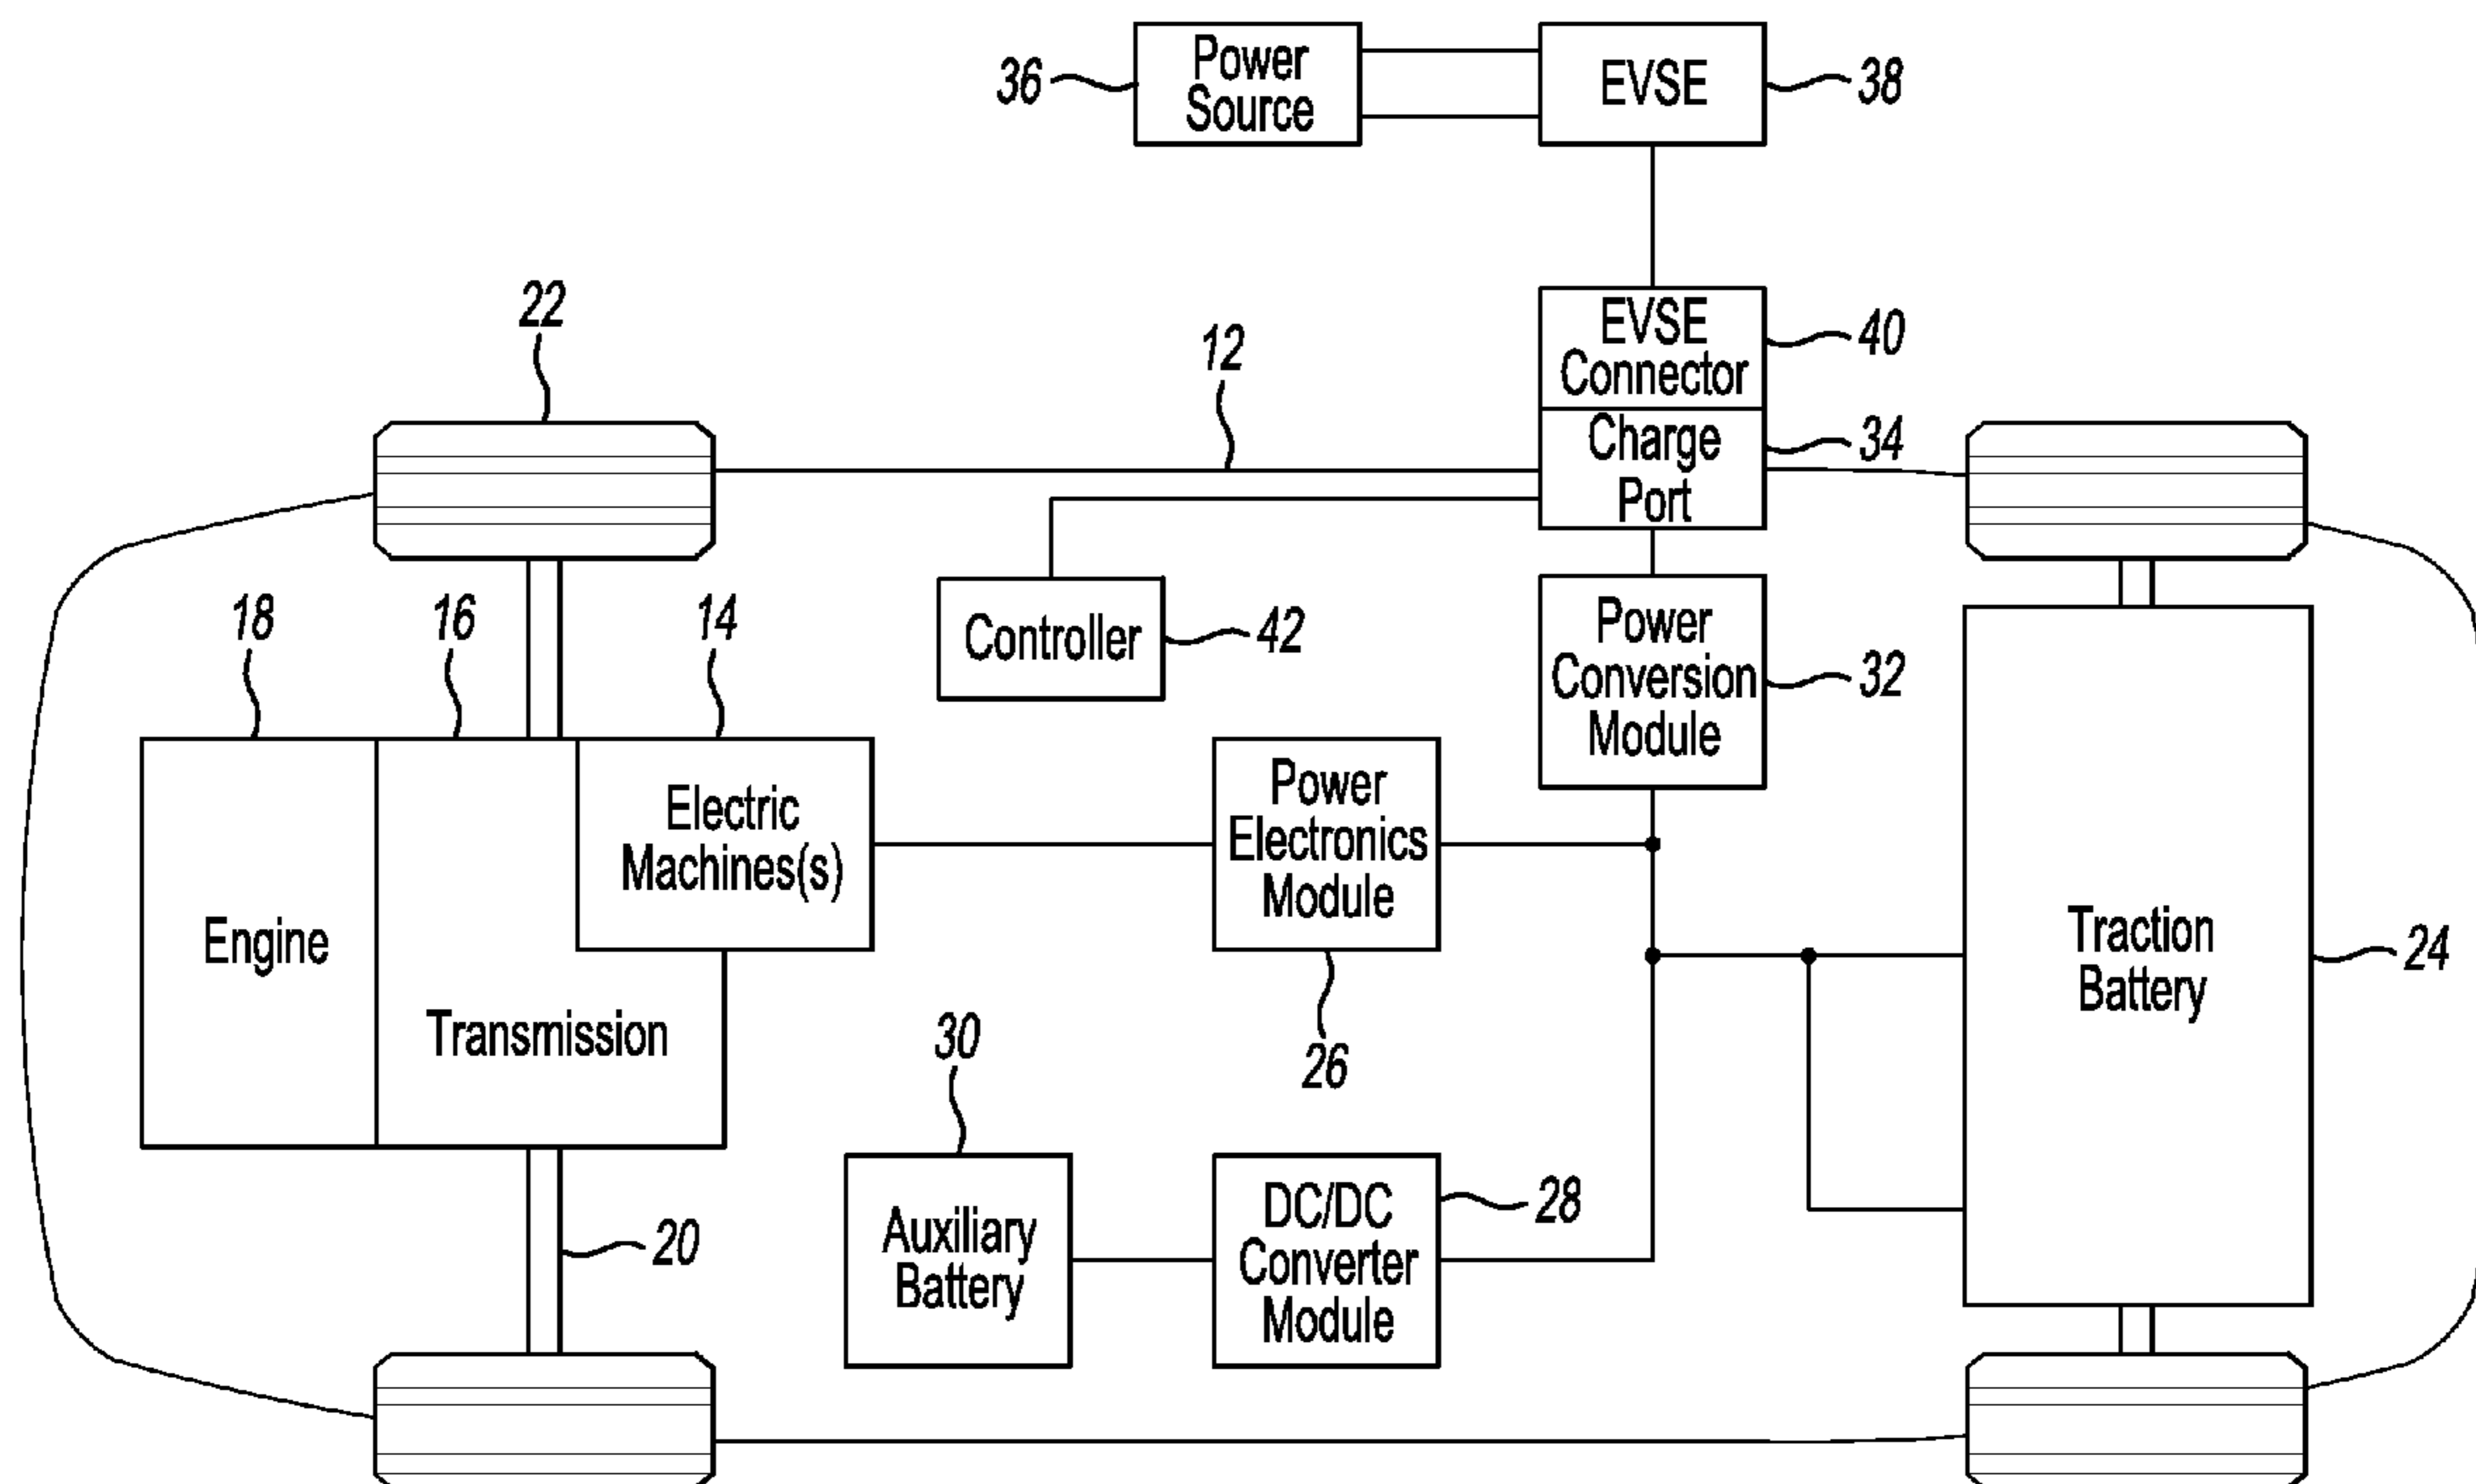 36
Power
Source
EVSE
38
22
12
EVSE
Connector
40
Charge
Port
34
18
16
14
Controller
42
Power
Conversion
Module
32
Engine
Transmission
Electric
Machines(s)
Power
Electronics
Module
26
Traction
Battery
24
30
Auxiliary
Battery
DC/DC
Converter
Module
28
20